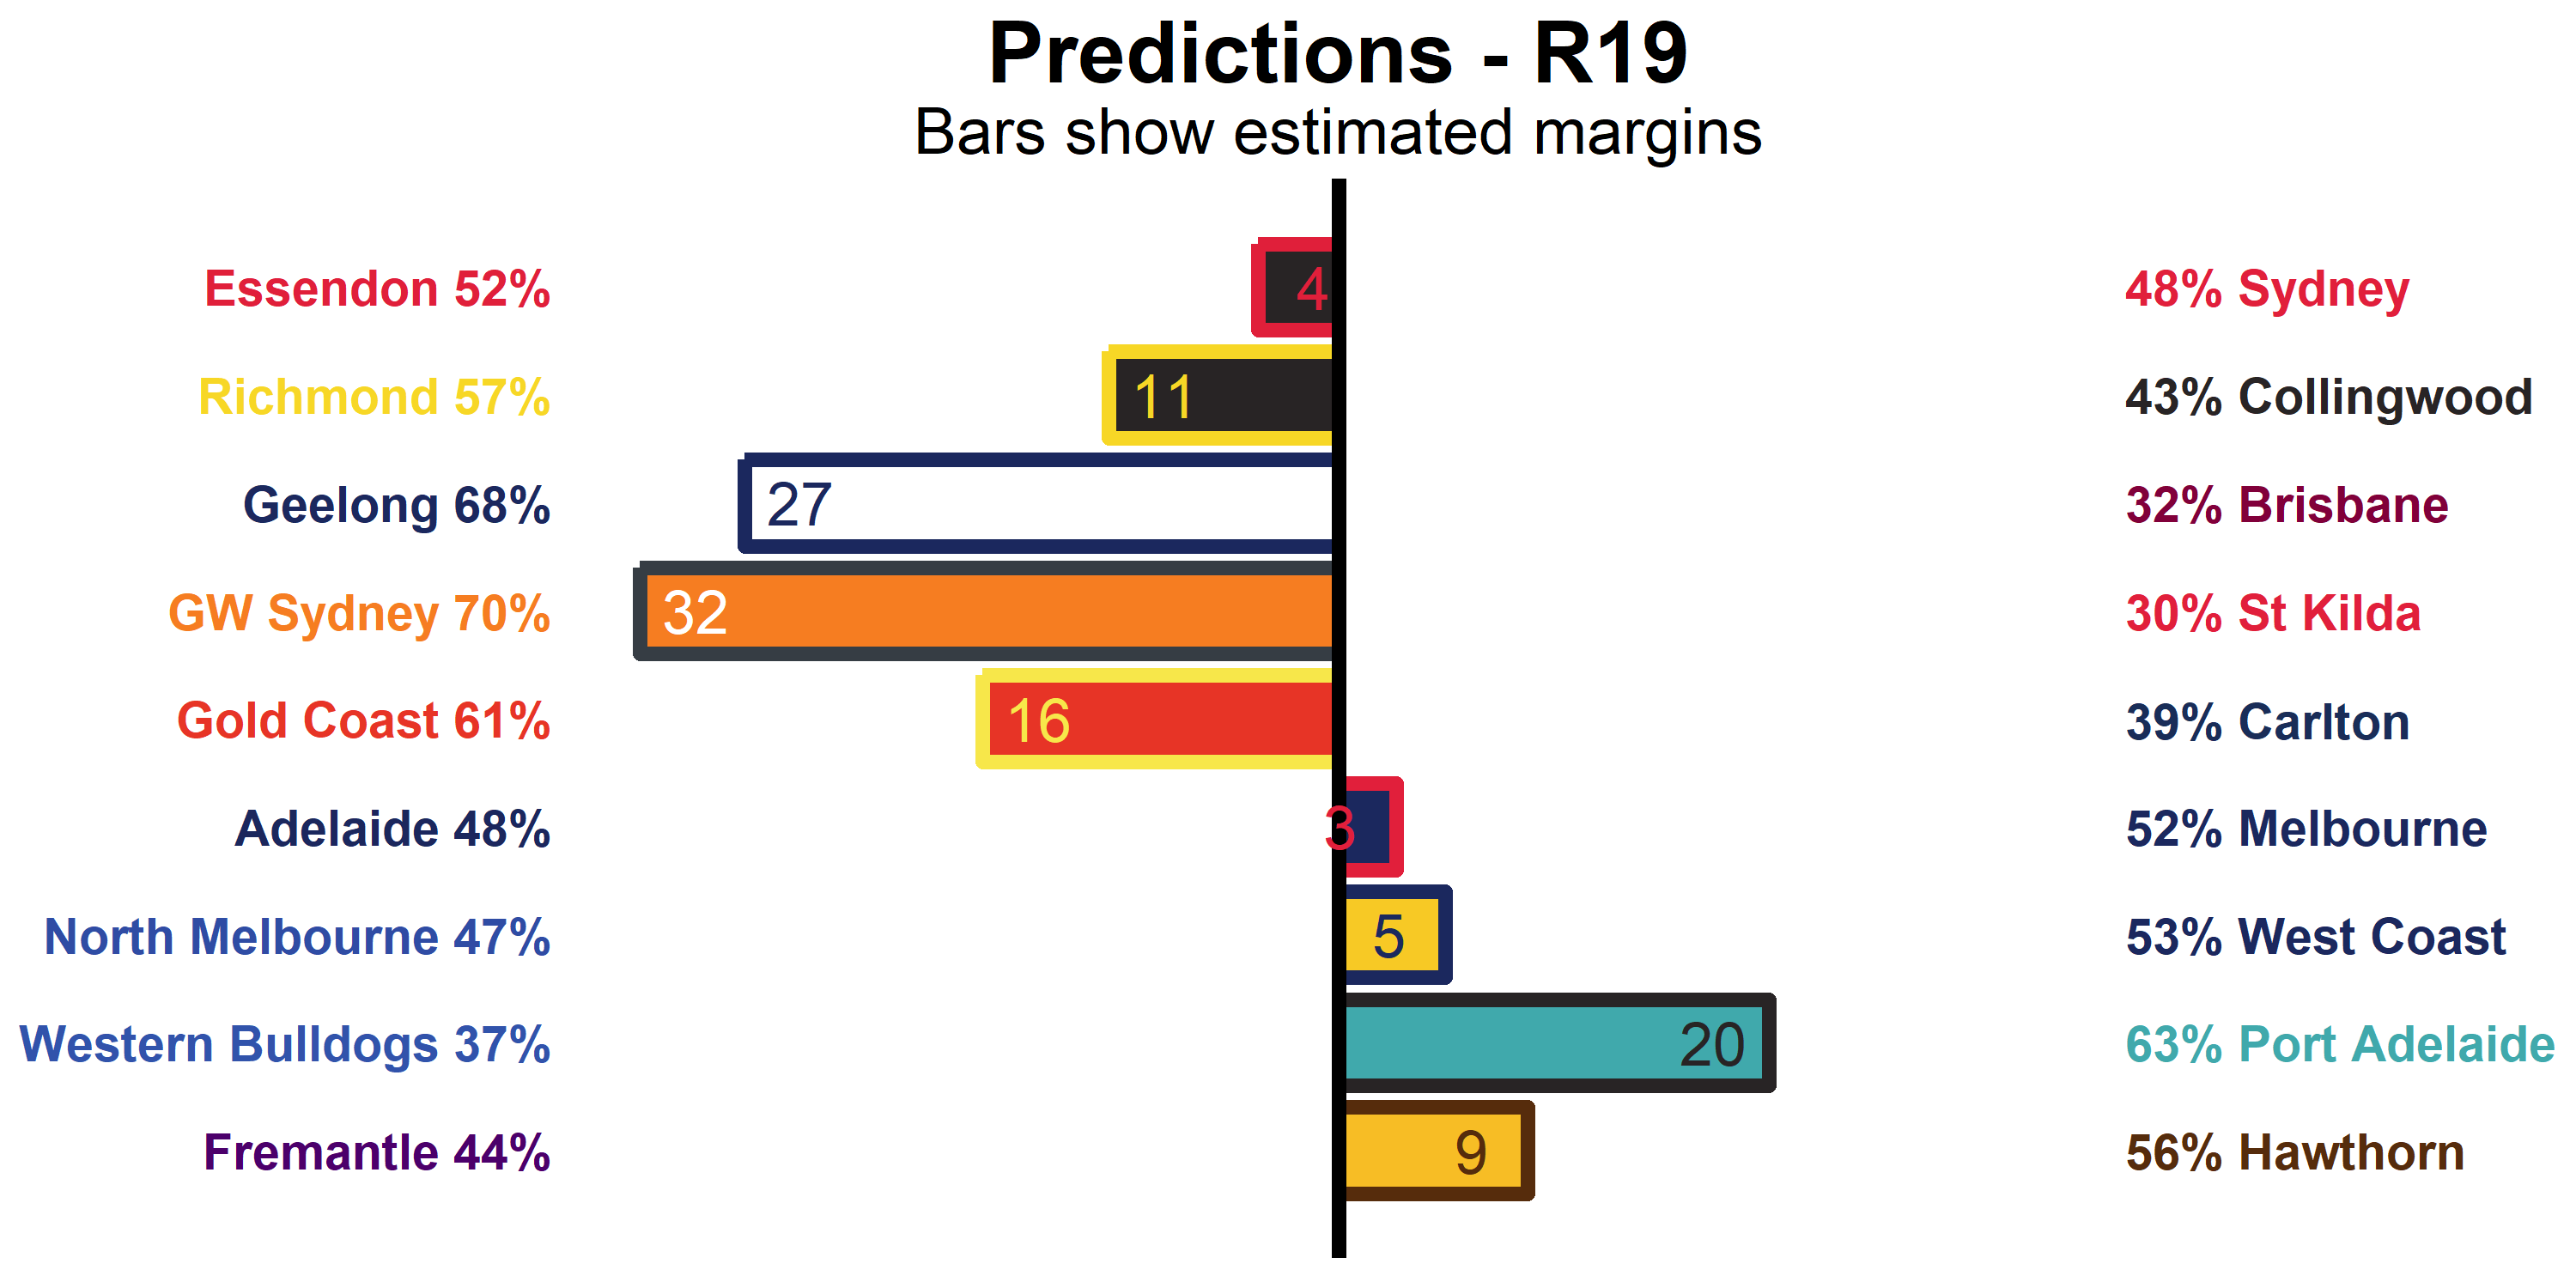 Predictions - R19
Bars show estimated margins
Essendon 52% 4 48% Sydney
Richmond 57% 11 43% Collingwood
Geelong 68% 27 32% Brisbane
GW Sydney 70% 32 30% St Kilda
Gold Coast 61% 16 39% Carlton
Adelaide 48% 3 52% Melbourne
North Melbourne 47% 5 53% West Coast
Western Bulldogs 37% 20 63% Port Adelaide
Fremantle 44% 9 56% Hawthorn